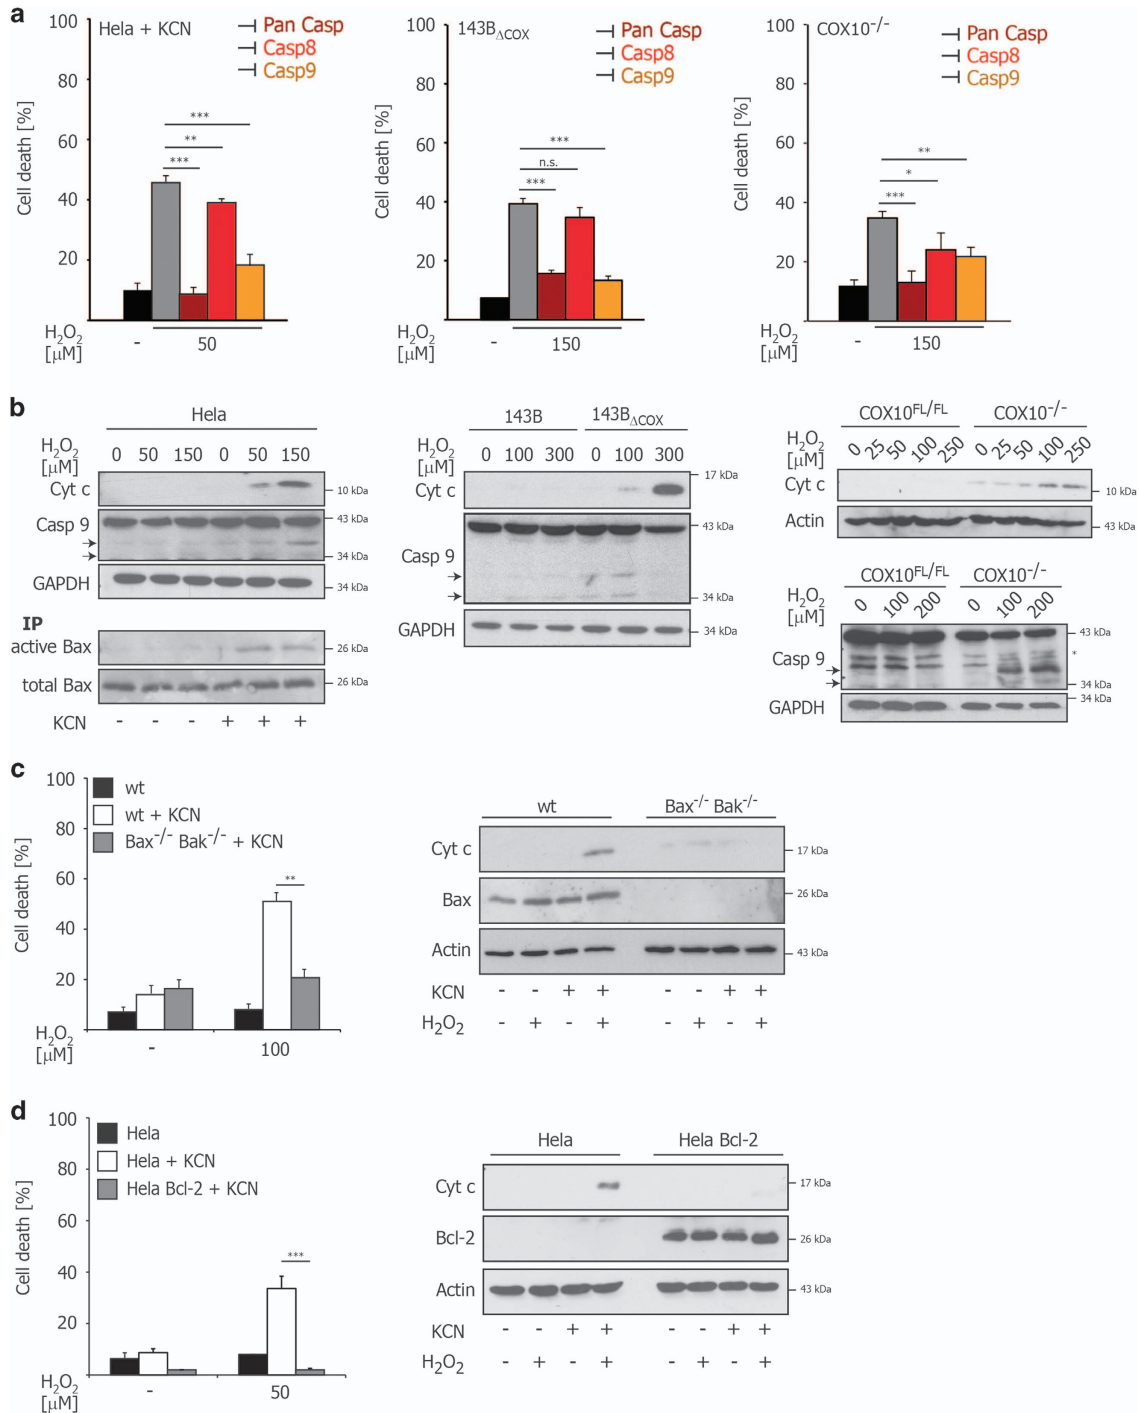 a
Hela + KCN
Pan Casp
Casp8
Casp9
Cell death [%]
100
80
60
40
20
***
**
***
H₂O₂
[µM]
-
50
143B∆COX
Pan Casp
Casp8
Casp9
Cell death [%]
100
80
60
40
20
***
n.s.
***
H₂O₂
[µM]
-
150
COX10⁻/⁻
Pan Casp
Casp8
Casp9
Cell death [%]
100
80
60
40
20
**
*
***
H₂O₂
[µM]
-
150
b
Hela
H₂O₂
[µM]
0 50 150 0 50 150
Cyt c
10 kDa
Casp 9
43 kDa
34 kDa
GAPDH
34 kDa
IP
active Bax
26 kDa
total Bax
26 kDa
KCN - - - + + +
143B 143B∆COX
H₂O₂
[µM]
0 100 300 0 100 300
17 kDa
Cyt c
43 kDa
Casp 9
34 kDa
GAPDH
34 kDa
COX10FL/FL COX10⁻/⁻
H₂O₂
[µM]
0 25 50 100 250 0 25 50 100 250
Cyt c
10 kDa
Actin
43 kDa
COX10FL/FL COX10⁻/⁻
H₂O₂
[µM]
0 100 200 0 100 200
43 kDa
*
Casp 9
34 kDa
34 kDa
GAPDH
c
wt
wt + KCN
Bax⁻/⁻ Bak⁻/⁻ + KCN
Cell death [%]
100
80
60
40
20
**
H₂O₂
[µM]
-
100
wt Bax⁻/⁻ Bak⁻/⁻
Cyt c
17 kDa
Bax
26 kDa
Actin
43 kDa
KCN - - + + - - + +
H₂O₂ - + - + - + - +
d
Hela
Hela + KCN
Hela Bcl-2 + KCN
Cell death [%]
100
80
60
40
20
***
H₂O₂
[µM]
-
50
Hela Hela Bcl-2
Cyt c
17 kDa
Bcl-2
26 kDa
Actin
43 kDa
KCN - - + + - - + +
H₂O₂ - + - + - + - +